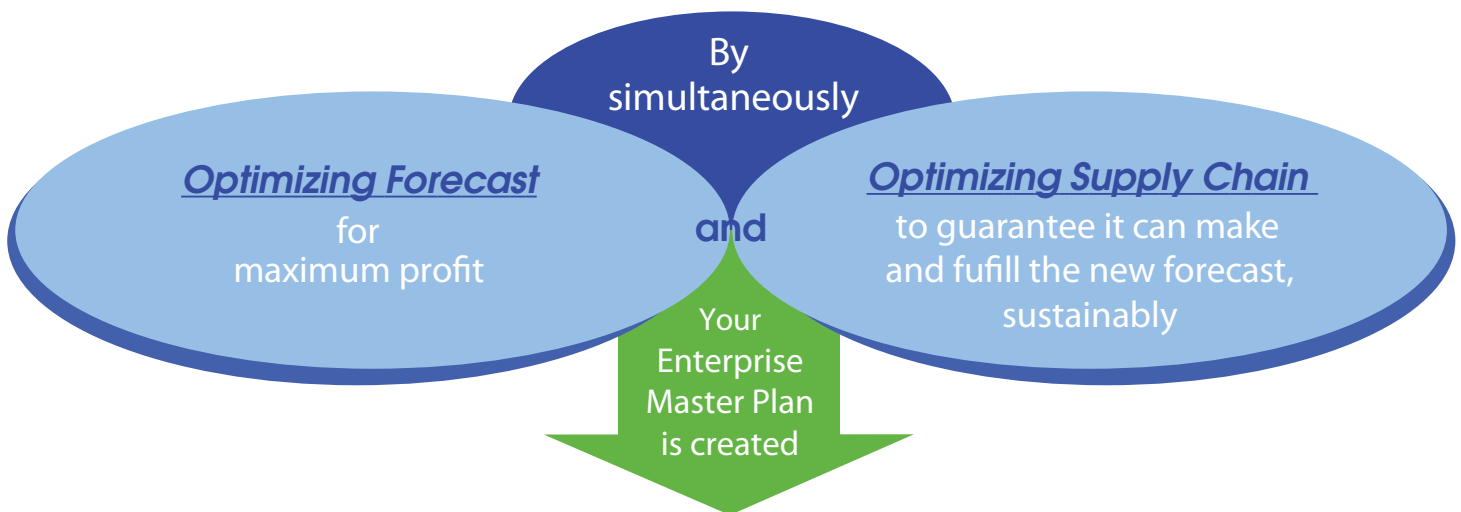 By
simultaneously
Optimizing Forecast
for
maximum profit
and
Optimizing Supply Chain
to guarantee it can make
and fufill the new forecast,
sustainably
Your
Enterprise
Master Plan
is created